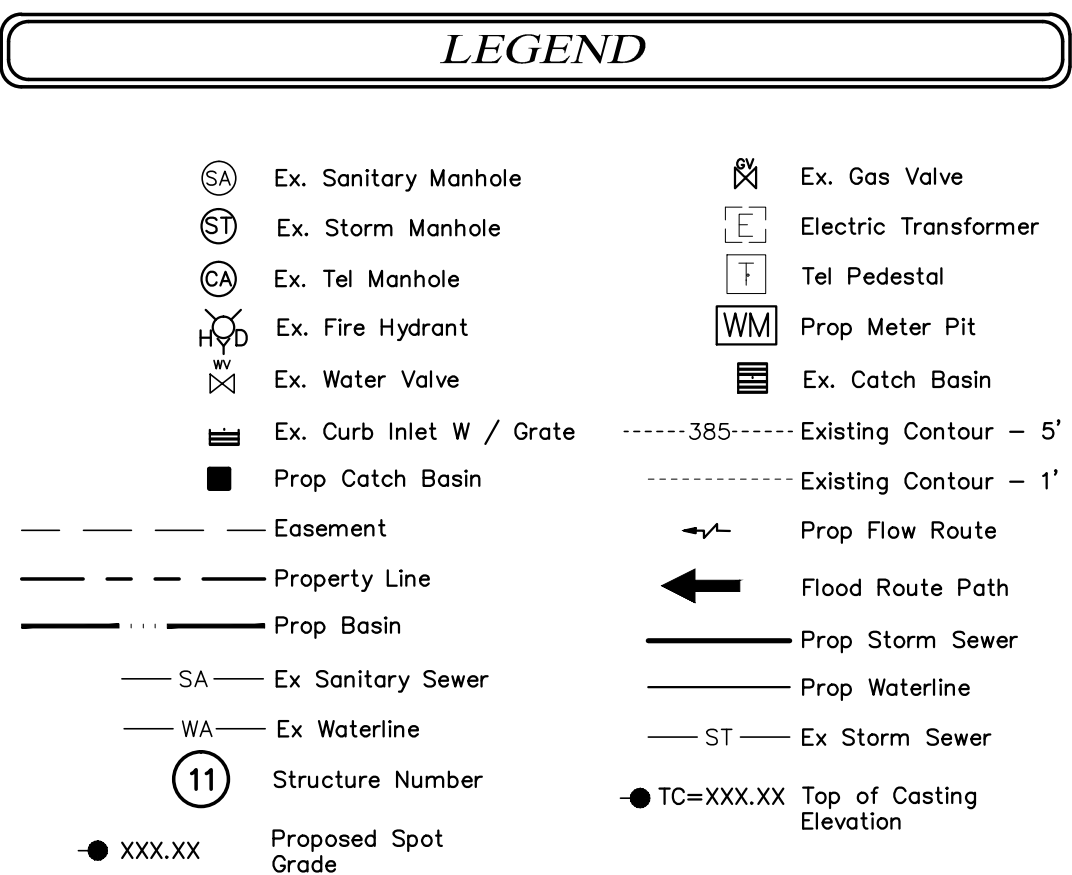 LEGEND
SA Ex. Sanitary Manhole
ST Ex. Storm Manhole
CA Ex. Tel Manhole
H D Ex. Fire Hydrant
Y
WV
Ex. Water Valve
Ex. Curb Inlet W / Grate
Prop Catch Basin
Easement
Property Line
Prop Basin
SA Ex Sanitary Sewer
WA Ex Waterline
11 Structure Number
XXX.XX Proposed Spot
Grade
GV
Ex. Gas Valve
E Electric Transformer
T Tel Pedestal
WM Prop Meter Pit
Ex. Catch Basin
385 Existing Contour – 5'
Existing Contour – 1'
Prop Flow Route
Flood Route Path
Prop Storm Sewer
Prop Waterline
ST Ex Storm Sewer
TC=XXX.XX Top of Casting
Elevation